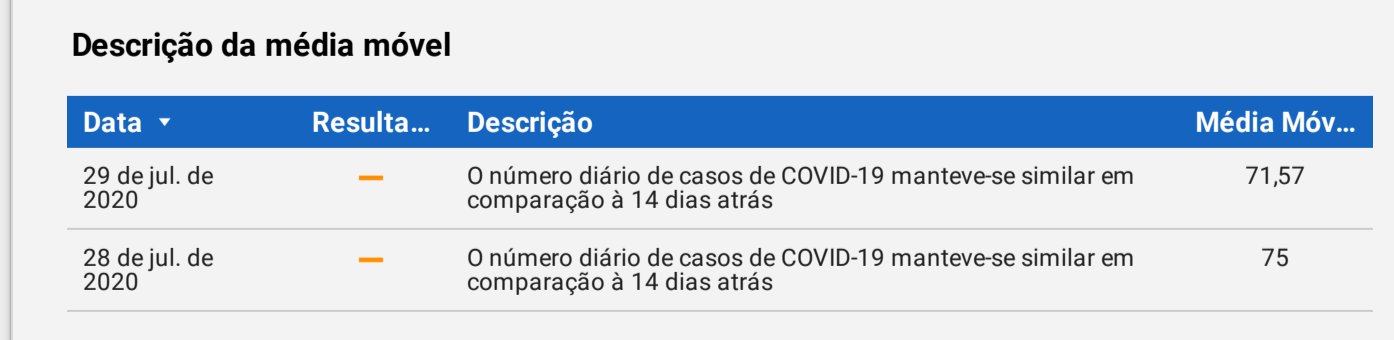 Descrição da média móvel
Data Resulta... Descrição Média Móv...
29 de jul. de O número diário de casos de COVID-19 manteve-se similar em 71,57
2020 comparação à 14 dias atrás
28 de jul. de O número diário de casos de COVID-19 manteve-se similar em 75
2020 comparação à 14 dias atrás